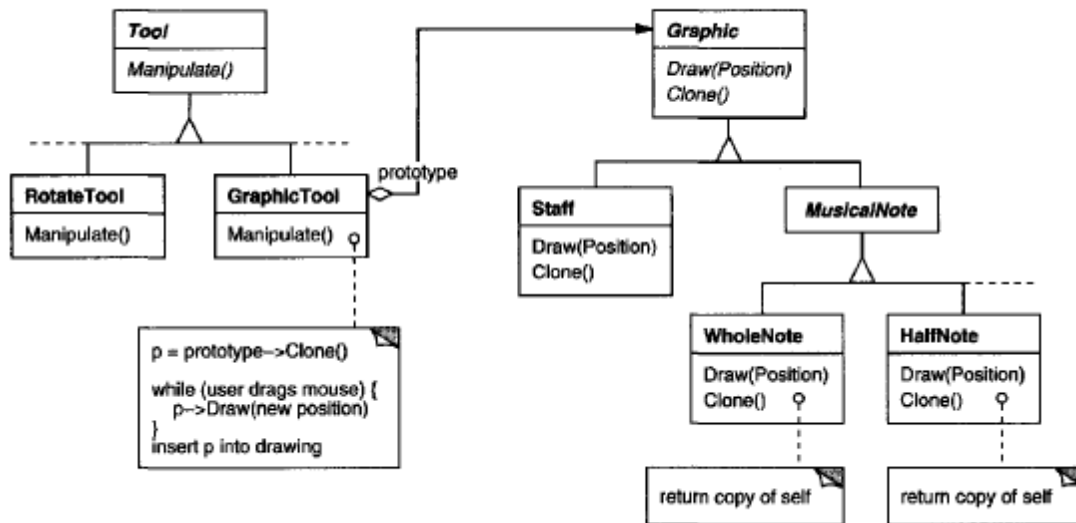 Tool
Manipulate()
Graphic
Draw(Position)
Clone()
prototype
RotateTool
Manipulate()
GraphicTool
Manipulate()
Staff
Draw(Position)
Clone()
MusicalNote
p = prototype->Clone()
while (user drags mouse) {
p->Draw(new position)
}
insert p into drawing
WholeNote
Draw(Position)
Clone()
HalfNote
Draw(Position)
Clone()
return copy of self
return copy of self